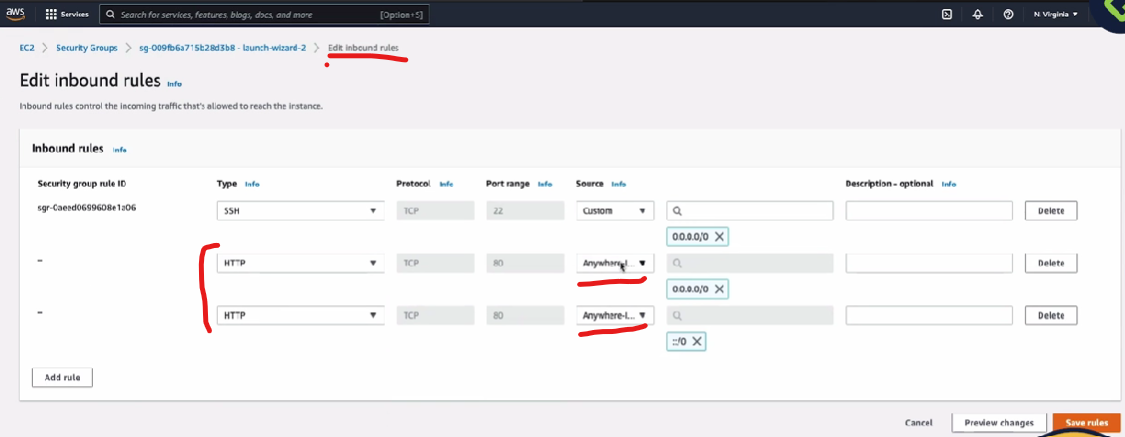 aws Services Search for services, features, blogs, docs, and more [Option+S] N. Virginia
EC2 > Security Groups > sg-009fb6a715b28d3b8 - launch-wizard-2 > Edit inbound rules
Edit inbound rules Info
Inbound rules control the incoming traffic that's allowed to reach the instance.
Inbound rules Info
Security group rule ID Type Info Protocol Info Port range Info Source Info Description - optional Info
sgr-0aeed0699608e1a06 SSH TCP 22 Custom Delete
0.0.0.0/0 X
– HTTP TCP 80 Anywhere-I... Delete
0.0.0.0/0 X
– HTTP TCP 80 Anywhere-I... Delete
::/0 X
Add rule
Cancel Preview changes Save rules